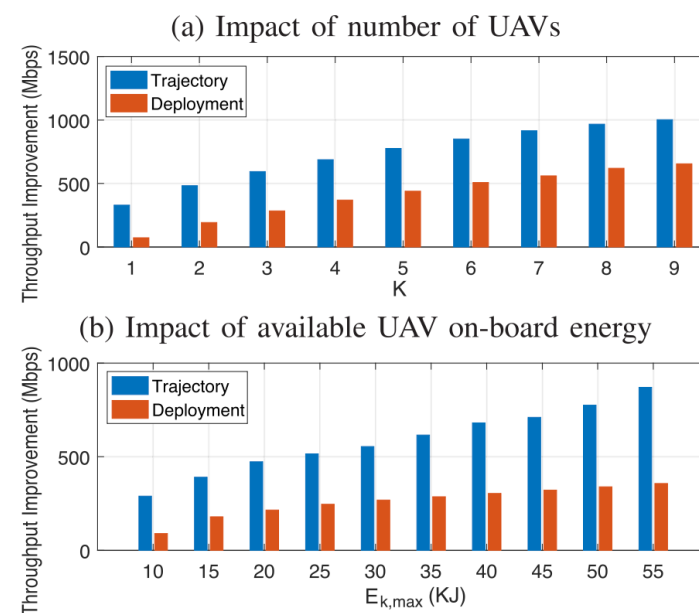 (a) Impact of number of UAVs
Throughput Improvement (Mbps)
1500
1000
500
0
Trajectory
Deployment
1 2 3 4 5 6 7 8 9
K
(b) Impact of available UAV on-board energy
Throughput Improvement (Mbps)
1000
500
0
Trajectory
Deployment
10 15 20 25 30 35 40 45 50 55
E_{k,max} (KJ)